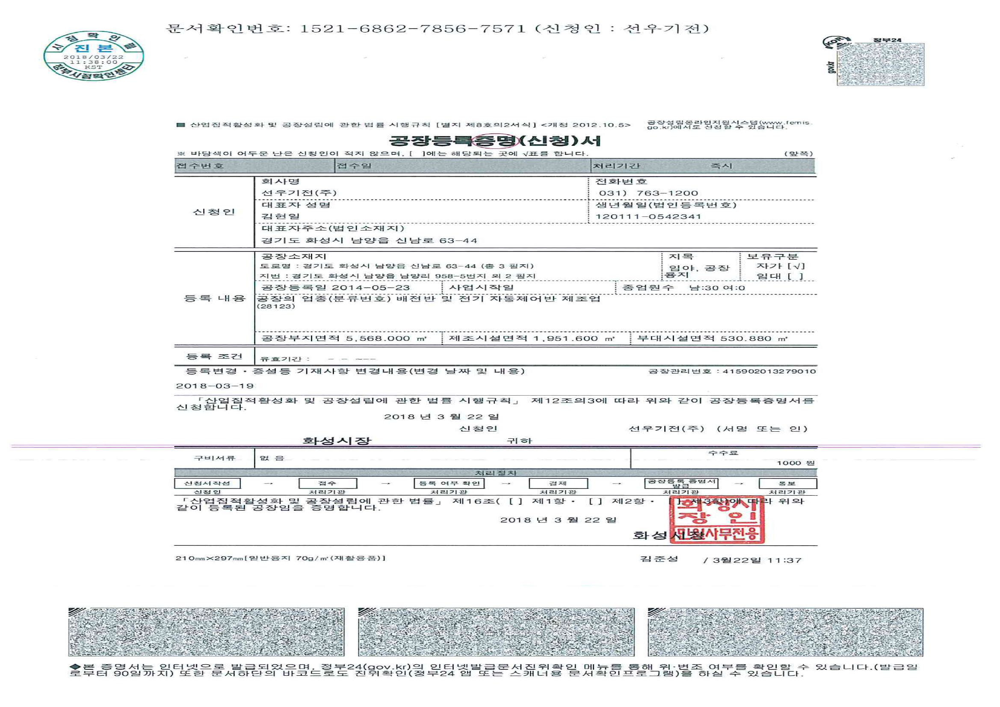 문서확인번호: 1521-6862-7856-7571 (신청인 : 선우기전)
시점확인필
진본
2018/03/22
11:38:00
KST
정부시점확인센터
정부24
KOR
gov.kr
■ 산업집적활성화 및 공장설립에 관한 법률 시행규칙 [별지 제8호의2서식] <개정 2012.10.5>
공장설립온라인지원시스템(www.femis.
go.kr)에서도 신청할 수 있습니다.
공장등록증명(신청)서
※ 바탕색이 어두운 난은 신청인이 적지 않으며, [ ]에는 해당되는 곳에 √표를 합니다.
(앞쪽)
접수번호 접수일 처리기간 즉시
신청인
회사명 전화번호
선우기전(주) 031) 763-1200
대표자 성명 생년월일(법인등록번호)
김현일 120111-0542341
대표자주소(법인소재지)
경기도 화성시 남양읍 신남로 63-44
등록 내용
공장소재지 지목 보유구분
도로명 : 경기도 화성시 남양읍 신남로 63-44 (총 3 필지) 임야, 공장 자가 [√]
지번 : 경기도 화성시 남양읍 남양리 958-5번지 외 2 필지 용지 임대 [ ]
공장등록일 2014-05-23 사업시작일 종업원수 남:30 여:0
공장의 업종(분류번호) 배전반 및 전기 자동제어반 제조업
(28123)
공장부지면적 5,568.000 ㎡ 제조시설면적 1,951.600 ㎡ 부대시설면적 530.880 ㎡
등록 조건 유효기간 : - - ~--
등록변경ㆍ증설등 기재사항 변경내용(변경 날짜 및 내용) 공장관리번호 : 415902013279010
2018-03-19
「산업집적활성화 및 공장설립에 관한 법률 시행규칙」 제12조의3에 따라 위와 같이 공장등록증명서를
신청합니다.
2018 년 3 월 22 일
신청인 선우기전(주) (서명 또는 인)
화성시장 귀하
구비서류 없 음 수수료
1000 원
처리절차
신청서작성 → 접수 → 등록 여부 확인 → 결제 → 공장등록 증명서 발급 → 통보
신청인 처리기관 처리기관 처리기관 처리기관 처리기관
「산업집적활성화 및 공장설립에 관한 법률」 제16조( [ ] 제1항ㆍ [ ] 제2항ㆍ [ ] 제3항)에 따라 위와
같이 등록된 공장임을 증명합니다.
2018 년 3 월 22 일
화성시장
화성시
장인
민원사무전용
210㎜×297㎜[일반용지 70g/㎡(재활용품)]
김준성 / 3월22일 11:37
◆본 증명서는 인터넷으로 발급되었으며, 정부24(gov.kr)의 인터넷발급문서진위확인 메뉴를 통해 위·변조 여부를 확인할 수 있습니다.(발급일
로부터 90일까지) 또한 문서하단의 바코드로도 진위확인(정부24 앱 또는 스캐너용 문서확인프로그램)을 하실 수 있습니다.